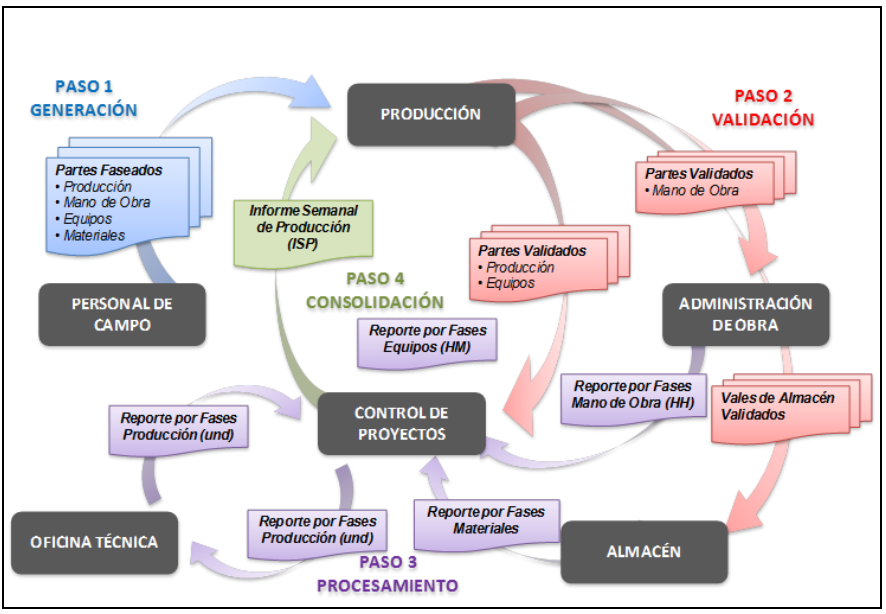 PASO 1
GENERACIÓN
PRODUCCIÓN
PASO 2
VALIDACIÓN
Partes Faseados
• Producción
• Mano de Obra
• Equipos
• Materiales
Partes Validados
• Mano de Obra
Informe Semanal
de Producción
(ISP)
Partes Validados
• Producción
• Equipos
PASO 4
CONSOLIDACIÓN
PERSONAL DE
CAMPO
ADMINISTRACIÓN
DE OBRA
Reporte por Fases
Equipos (HM)
Reporte por Fases
Mano de Obra (HH)
Vales de Almacén
Validados
Reporte por Fases
Producción (und)
CONTROL DE
PROYECTOS
OFICINA TÉCNICA
Reporte por Fases
Producción (und)
Reporte por Fases
Materiales
ALMACÉN
PASO 3
PROCESAMIENTO